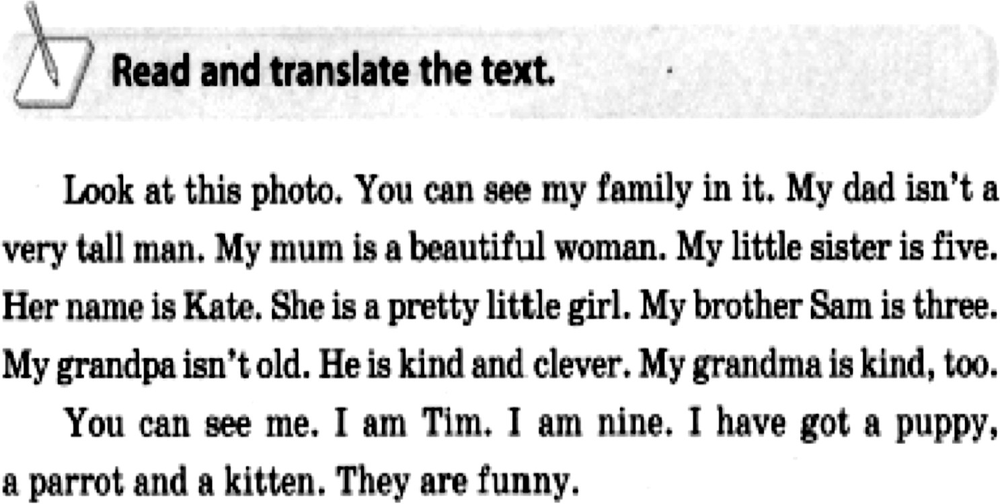 Read and translate the text.
Look at this photo. You can see my family in it. My dad isn't a
very tall man. My mum is a beautiful woman. My little sister is five.
Her name is Kate. She is a pretty little girl. My brother Sam is three.
My grandpa isn't old. He is kind and clever. My grandma is kind, too.
You can see me. I am Tim. I am nine. I have got a puppy,
a parrot and a kitten. They are funny.